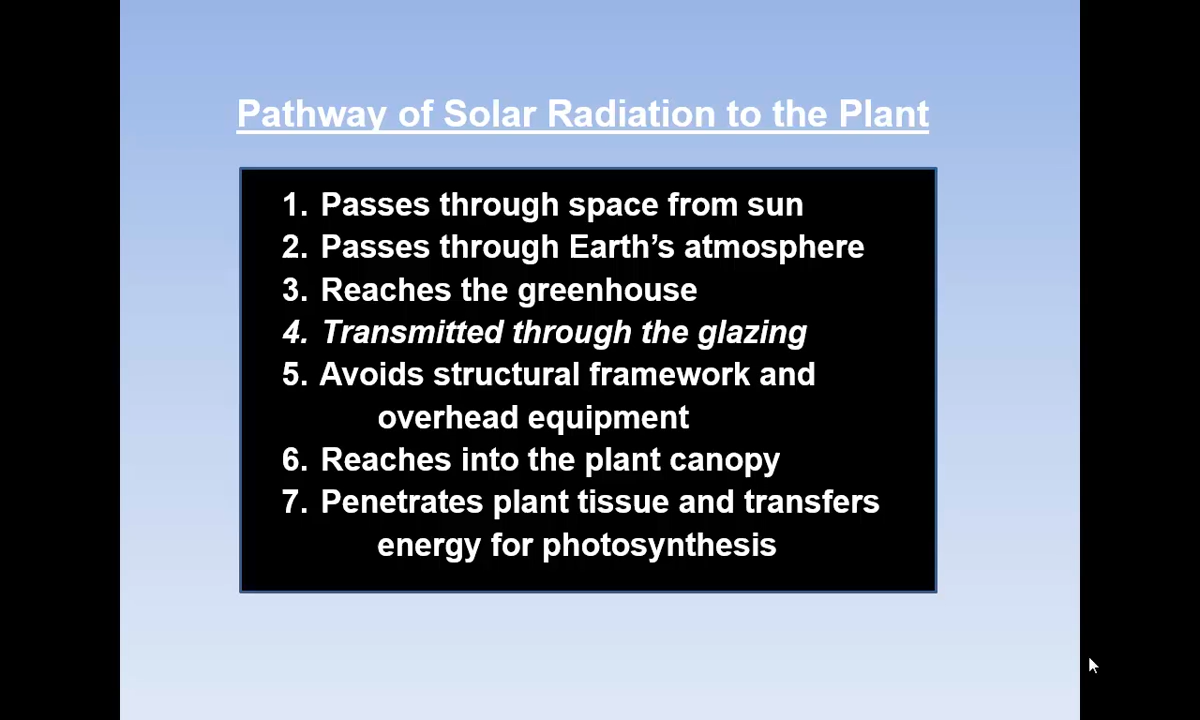 Pathway of Solar Radiation to the Plant
1. Passes through space from sun
2. Passes through Earth’s atmosphere
3. Reaches the greenhouse
4. Transmitted through the glazing
5. Avoids structural framework and
overhead equipment
6. Reaches into the plant canopy
7. Penetrates plant tissue and transfers
energy for photosynthesis